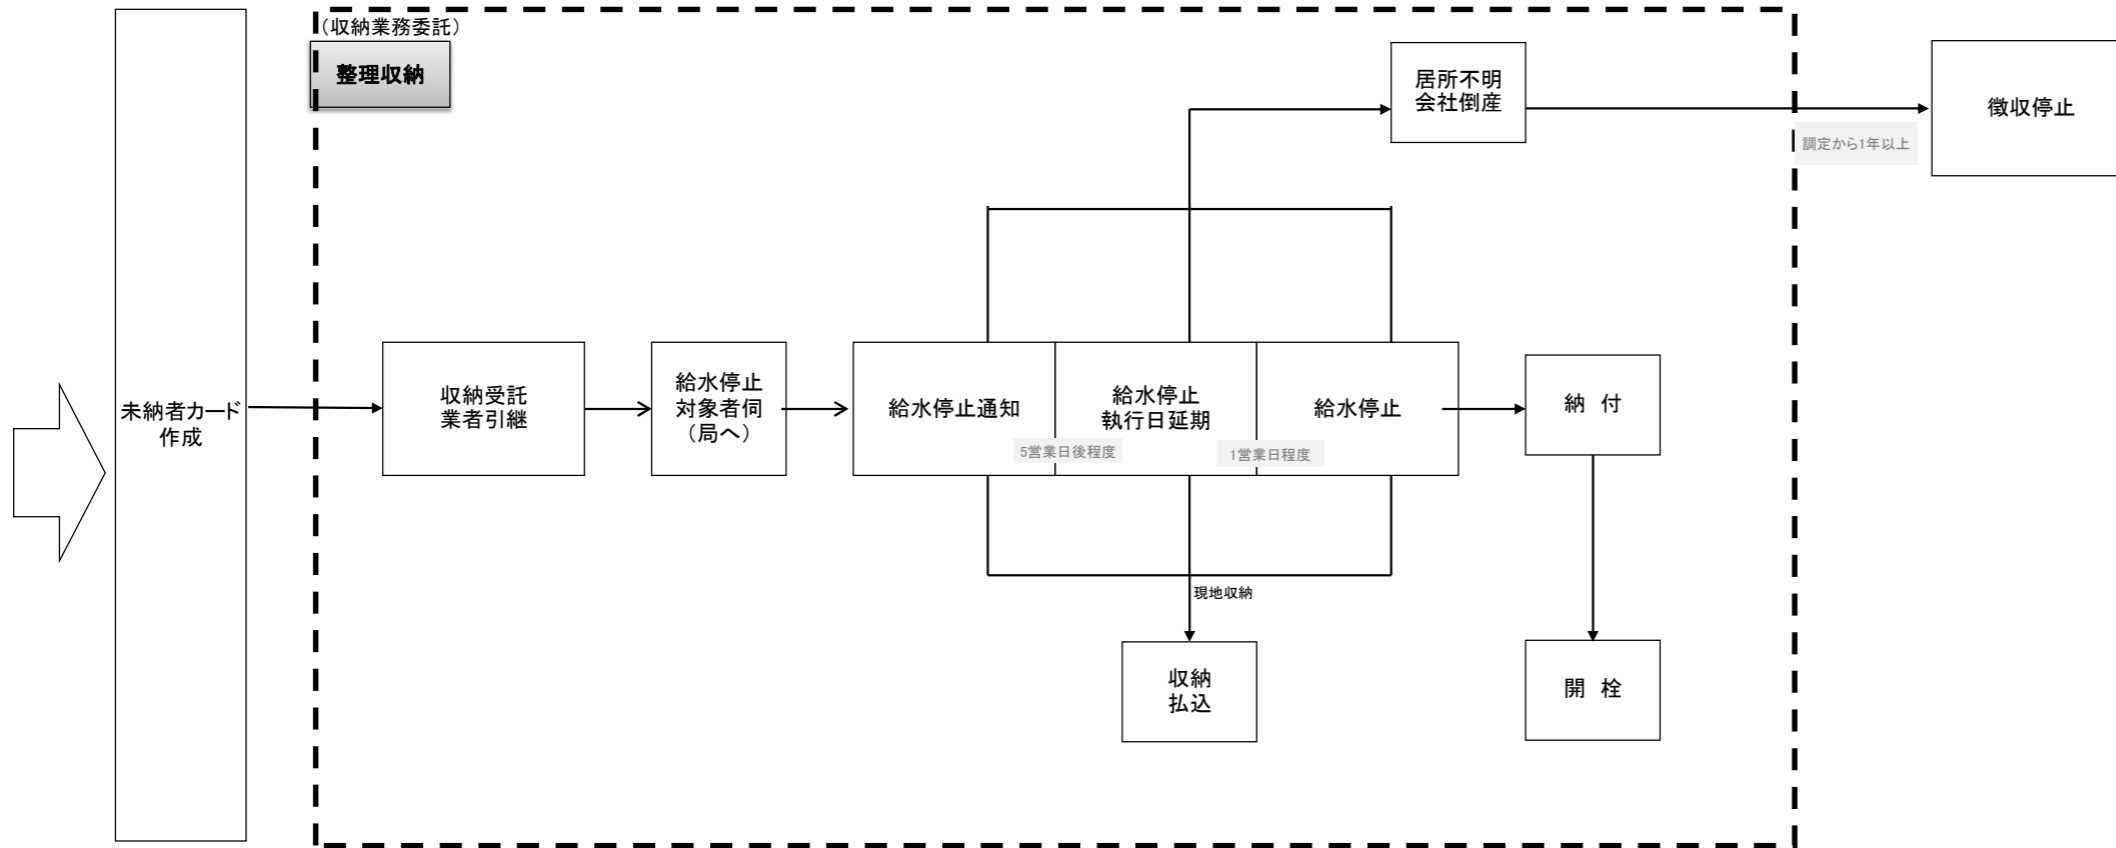 （収納業務委託）
整理収納
居所不明
会社倒産
徴収停止
調定から1年以上
未納者カード
作成
収納受託
業者引継
給水停止
対象者伺
（局へ）
給水停止通知
5営業日後程度
給水停止
執行日延期
1営業日程度
給水停止
納 付
現地収納
収納
払込
開 栓